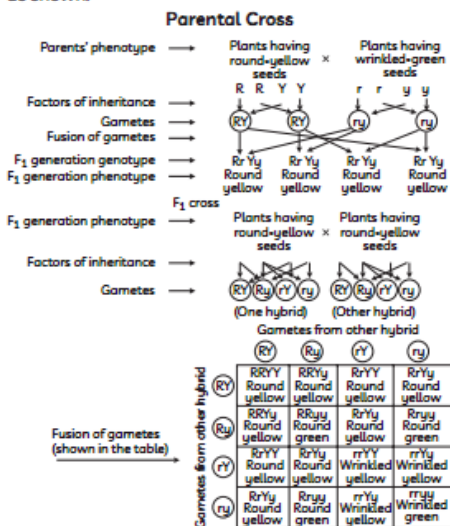 Parental Cross
Parents' phenotype → Plants having round-yellow seeds × Plants having wrinkled-green seeds
R R Y Y r r y y
Factors of inheritance
Gametes → RY RY ry ry
Fusion of gametes
F₁ generation genotype → Rr Yy Rr Yy Rr Yy Rr Yy
F₁ generation phenotype → Round yellow Round yellow Round yellow Round yellow
F₁ cross
F₁ generation phenotype → Plants having round-yellow seeds × Plants having round-yellow seeds
Factors of inheritance
Gametes → RY Ry rY ry RY Ry rY ry
(One hybrid) (Other hybrid)
Gametes from other hybrid
RY Ry rY ry
Gametes from other hybrid
Fusion of gametes
(shown in the table)
RY RRYY Round yellow RRYy Round yellow RrYY Round yellow RrYy Round yellow
Ry RRYy Round yellow RRyy Round green RrYy Round yellow Rryy Round green
rY RrYY Round yellow RrYy Round yellow rrYY Wrinkled yellow rrYy Wrinkled yellow
ry RrYy Round yellow Rryy Round green rrYy Wrinkled yellow rryy Wrinkled green